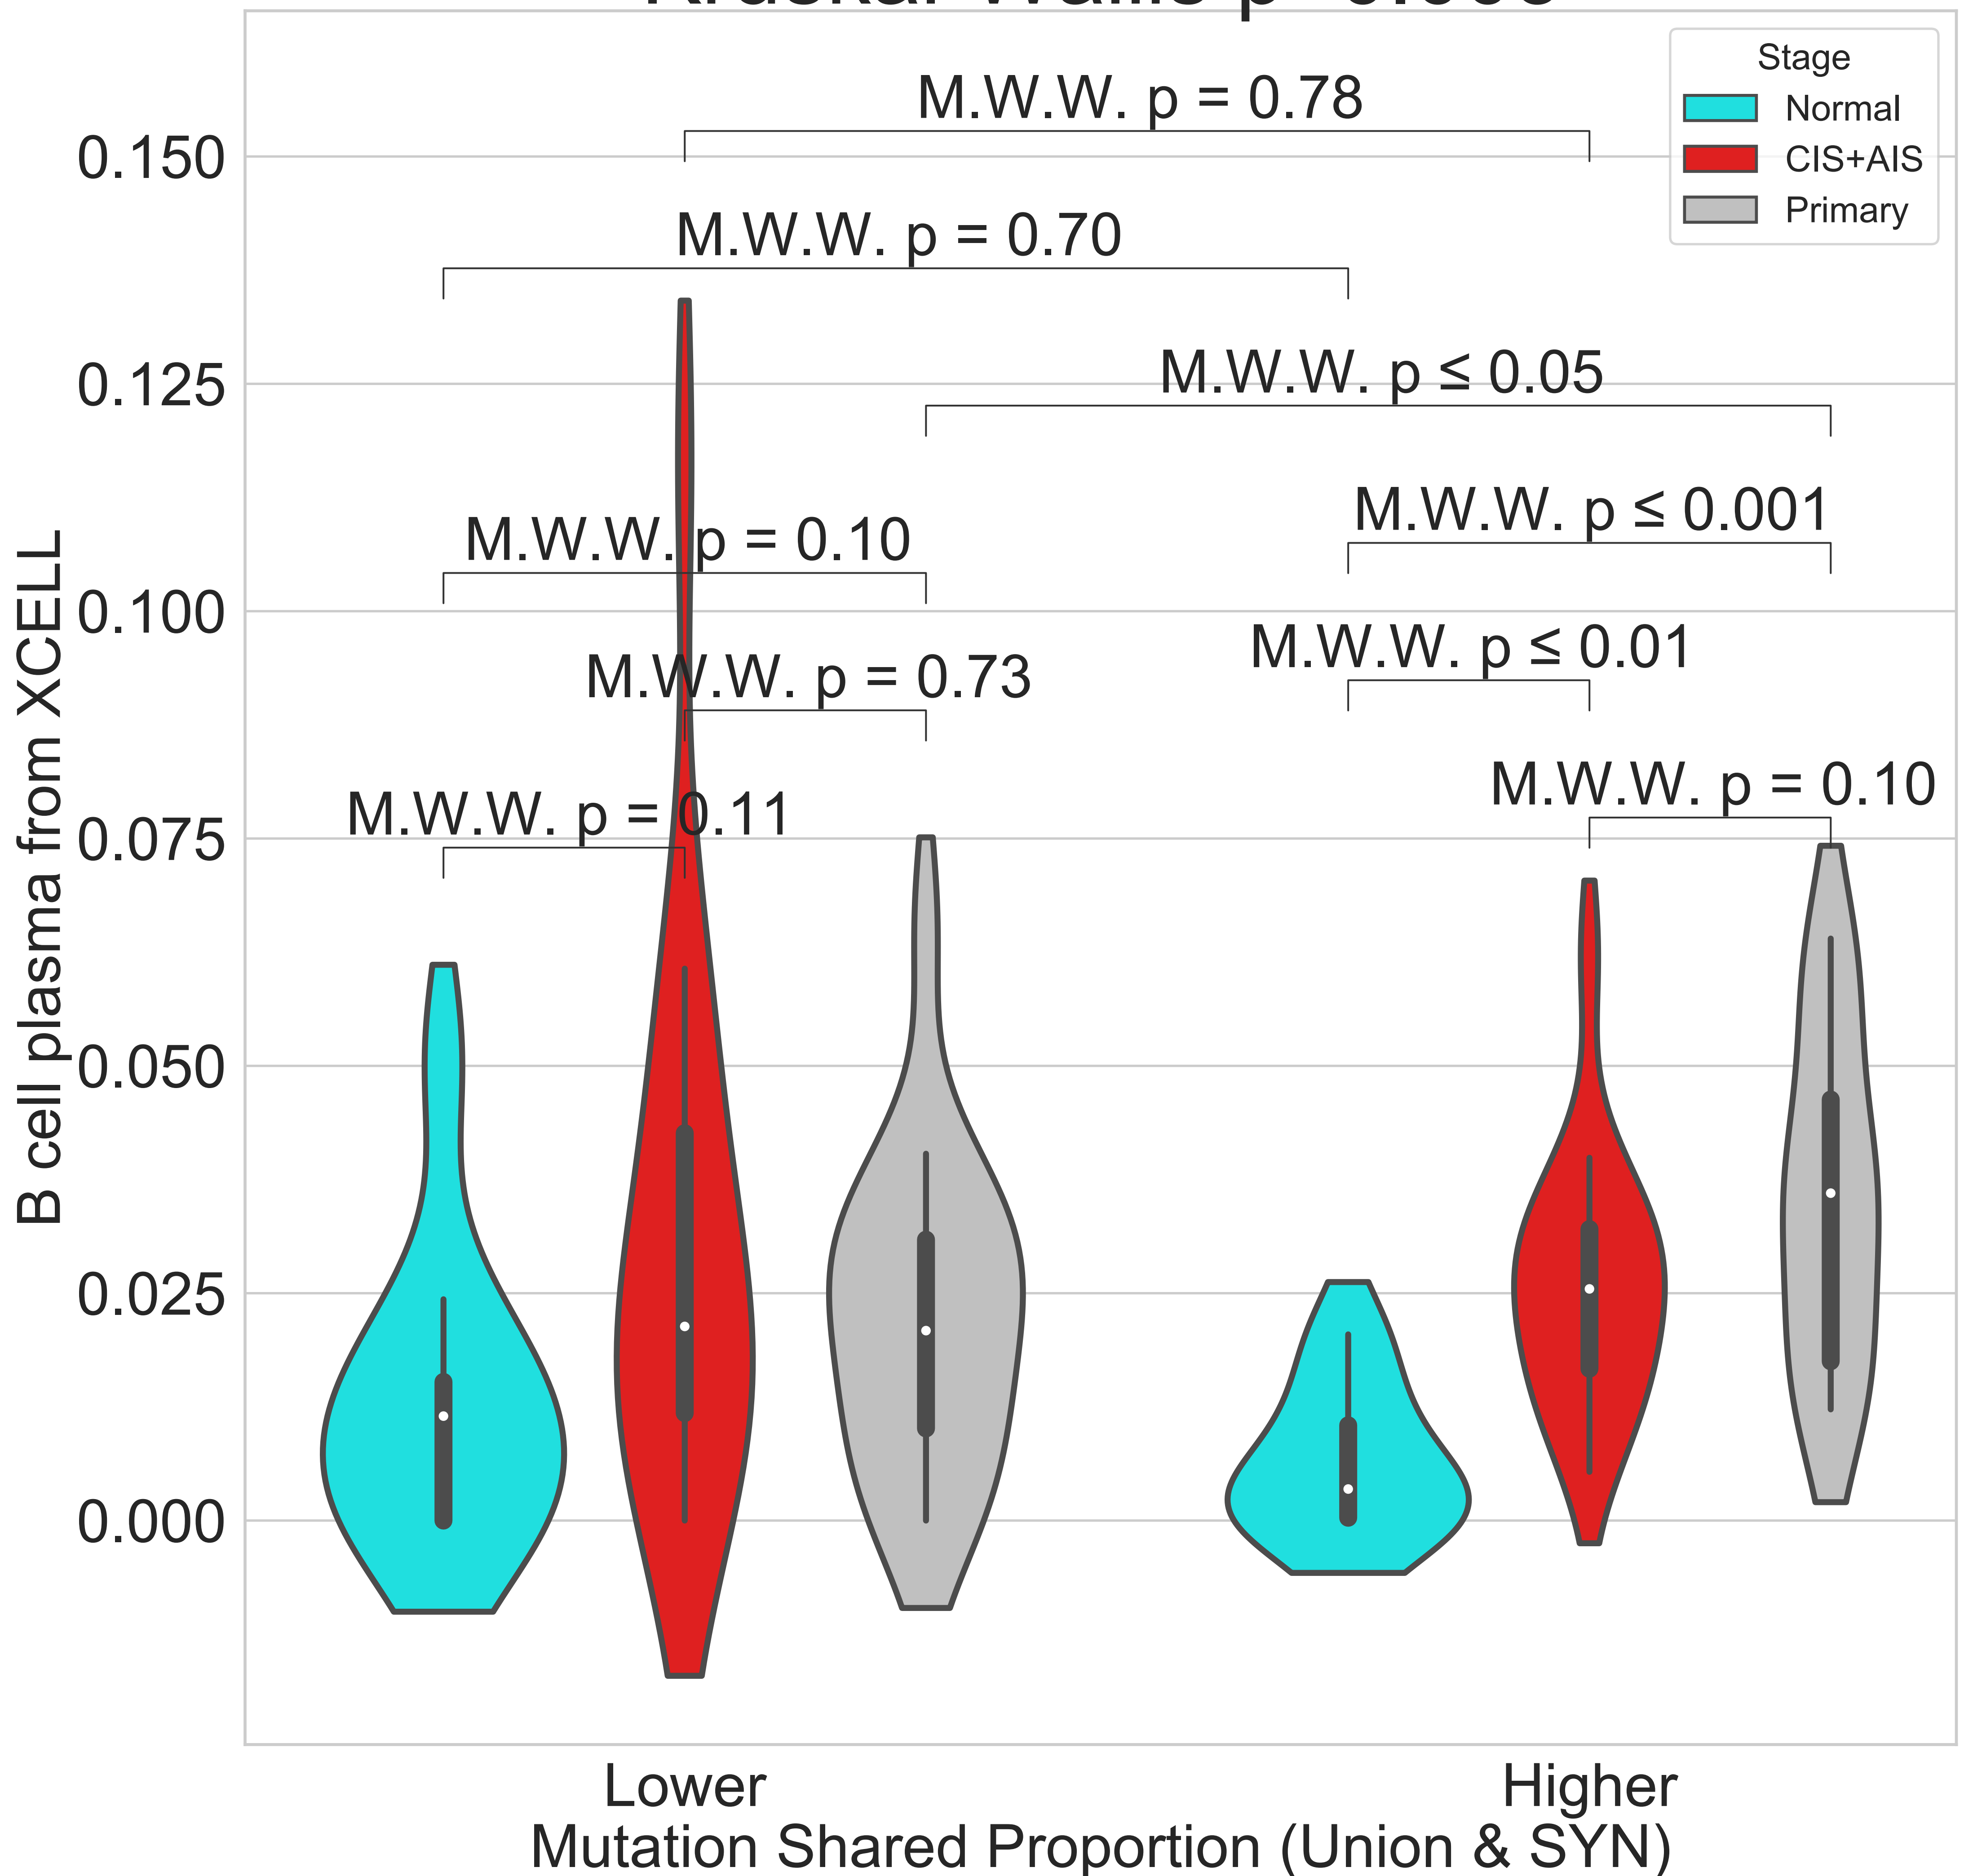 Stage
Normal
CIS+AIS
Primary
M.W.W. p = 0.78
M.W.W. p = 0.70
M.W.W. p ≤ 0.05
M.W.W. p ≤ 0.001
M.W.W. p = 0.10
M.W.W. p ≤ 0.01
M.W.W. p = 0.73
M.W.W. p = 0.10
M.W.W. p = 0.11
0.150
0.125
0.100
0.075
0.050
0.025
0.000
B cell plasma from XCELL
Lower
Higher
Mutation Shared Proportion (Union & SYN)